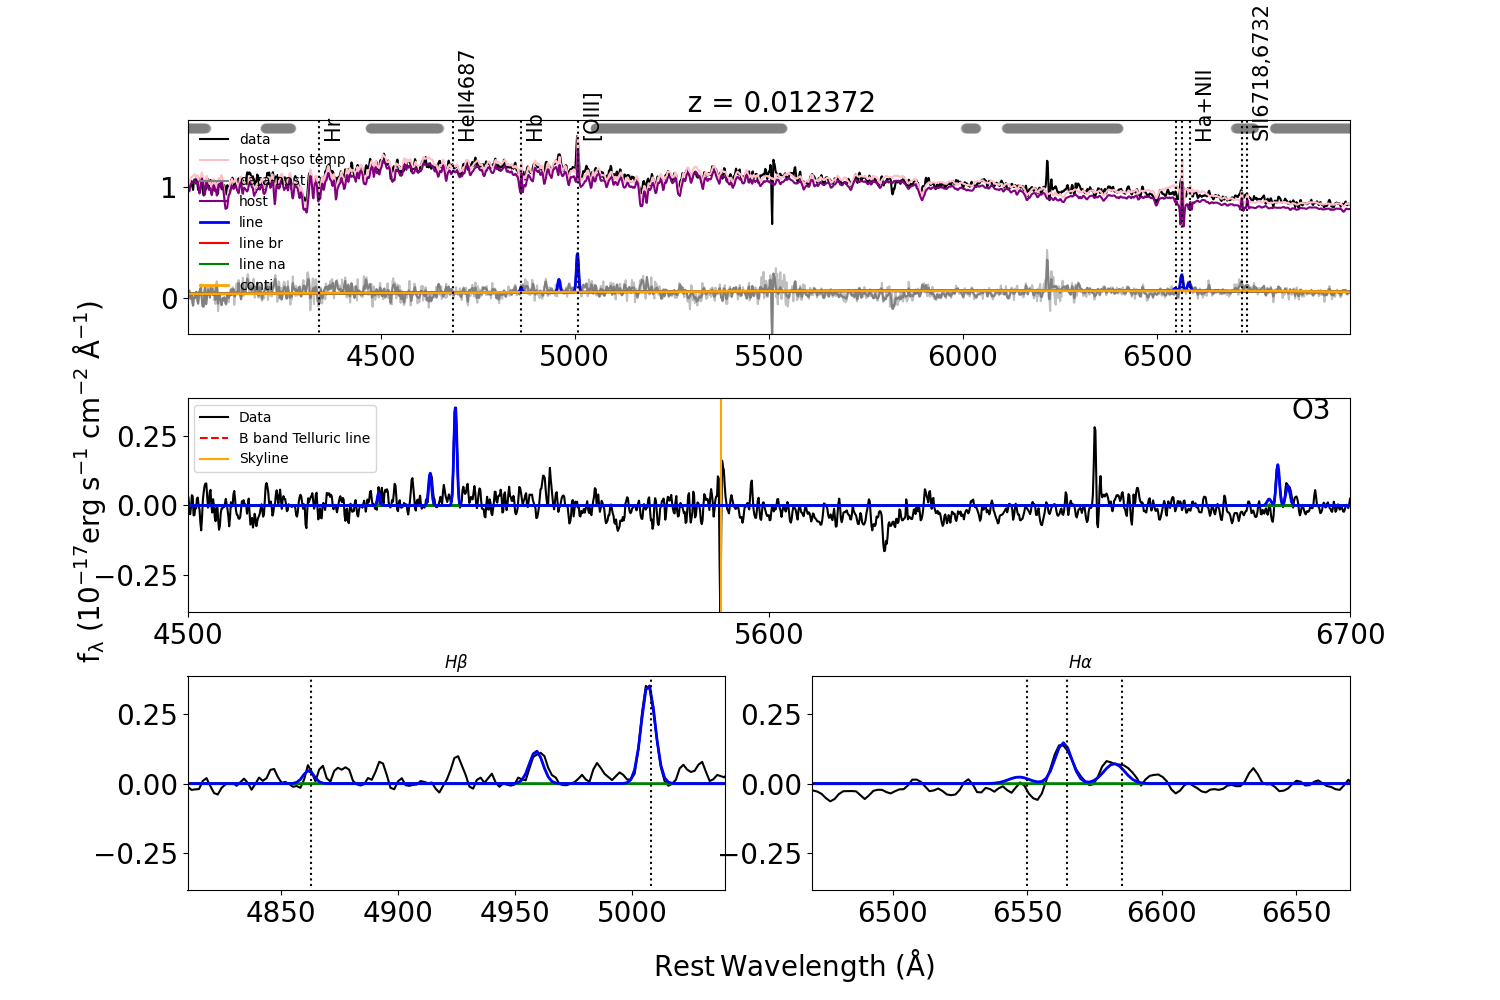 z = 0.012372
Hr
HeII4687
Hb
[OIII]
Ha+NII
SII6718,6732
data
host+qso temp
data-host
host
line
line br
line na
conti
1
0
4500 5000 5500 6000 6500
f_λ (10^−17 erg s^−1 cm^−2 Å^−1)
Data
B band Telluric line
Skyline
O3
0.25
0.00
−0.25
4500 5600 6700
Hβ
0.25
0.00
−0.25
4850 4900 4950 5000
Hα
0.25
0.00
−0.25
6500 6550 6600 6650
Rest Wavelength (Å)